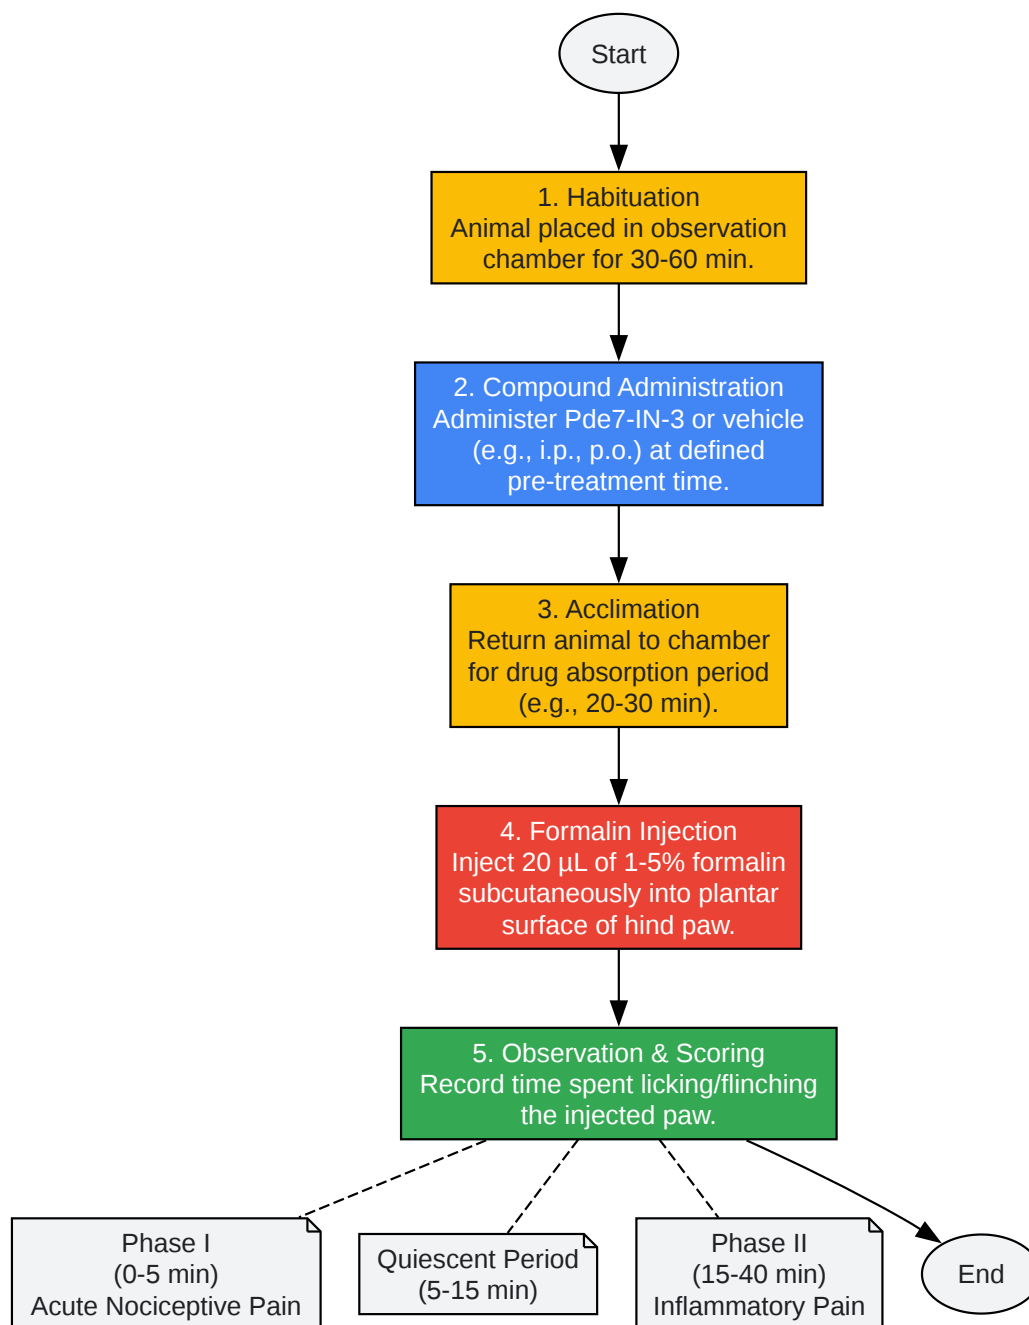 Start
1. Habituation
Animal placed in observation
chamber for 30-60 min.
2. Compound Administration
Administer Pde7-IN-3 or vehicle
(e.g., i.p., p.o.) at defined
pre-treatment time.
3. Acclimation
Return animal to chamber
for drug absorption period
(e.g., 20-30 min).
4. Formalin Injection
Inject 20 µL of 1-5% formalin
subcutaneously into plantar
surface of hind paw.
5. Observation & Scoring
Record time spent licking/flinching
the injected paw.
Phase I
(0-5 min)
Acute Nociceptive Pain
Quiescent Period
(5-15 min)
Phase II
(15-40 min)
Inflammatory Pain
End